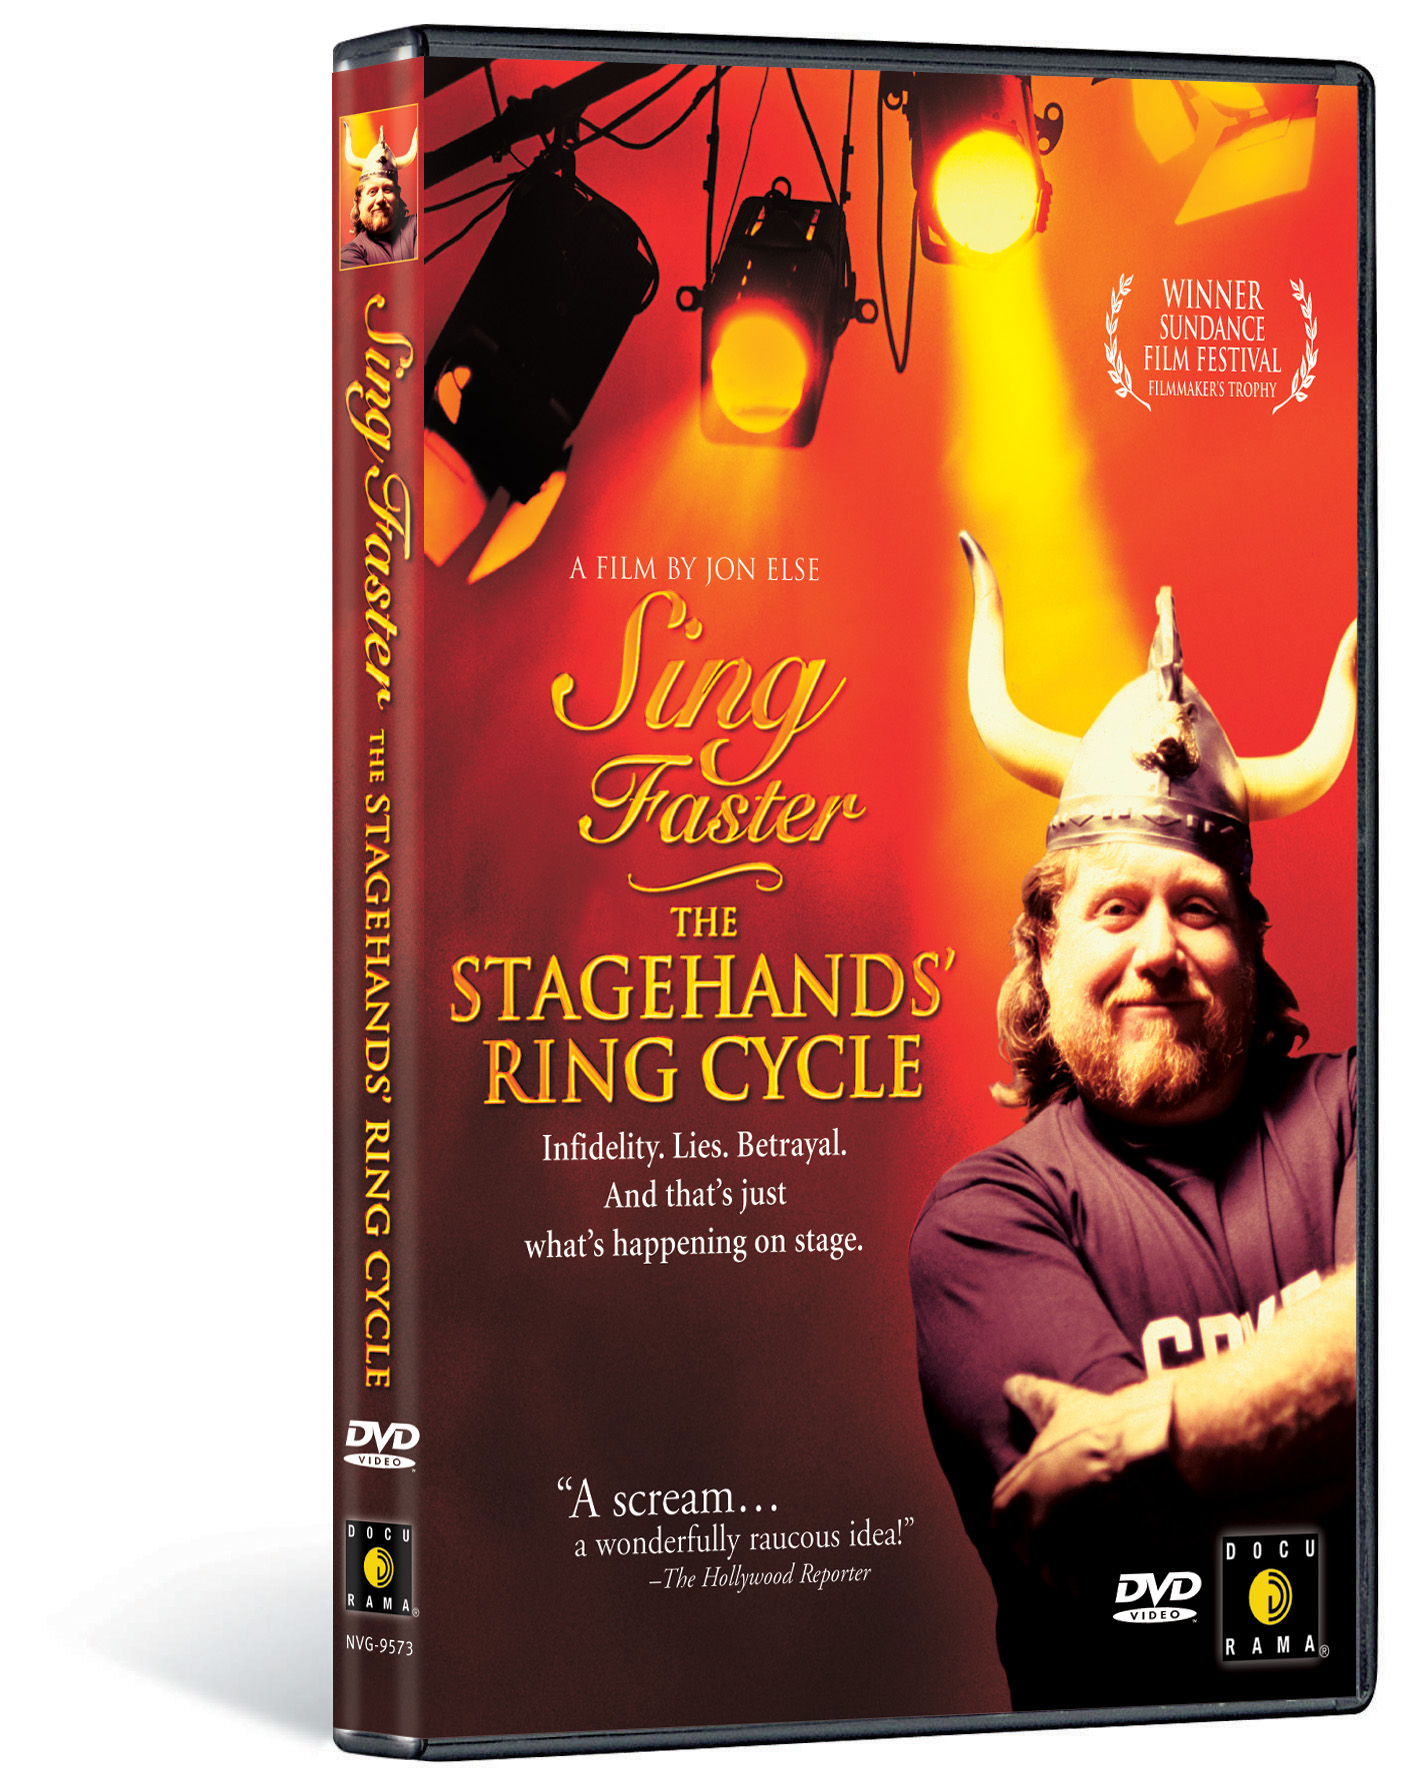 Sing Faster THE STAGEHANDS' RING CYCLE
DVD
VIDEO
DOCU
RAMA®
NVG-9573
WINNER
SUNDANCE
FILM FESTIVAL
FILMMAKER'S TROPHY
A FILM BY JON ELSE
Sing
Faster
THE
STAGEHANDS'
RING CYCLE
Infidelity. Lies. Betrayal.
And that's just
what's happening on stage.
“A scream...
a wonderfully raucous idea!”
–The Hollywood Reporter
DVD
VIDEO
DOCU
RAMA®